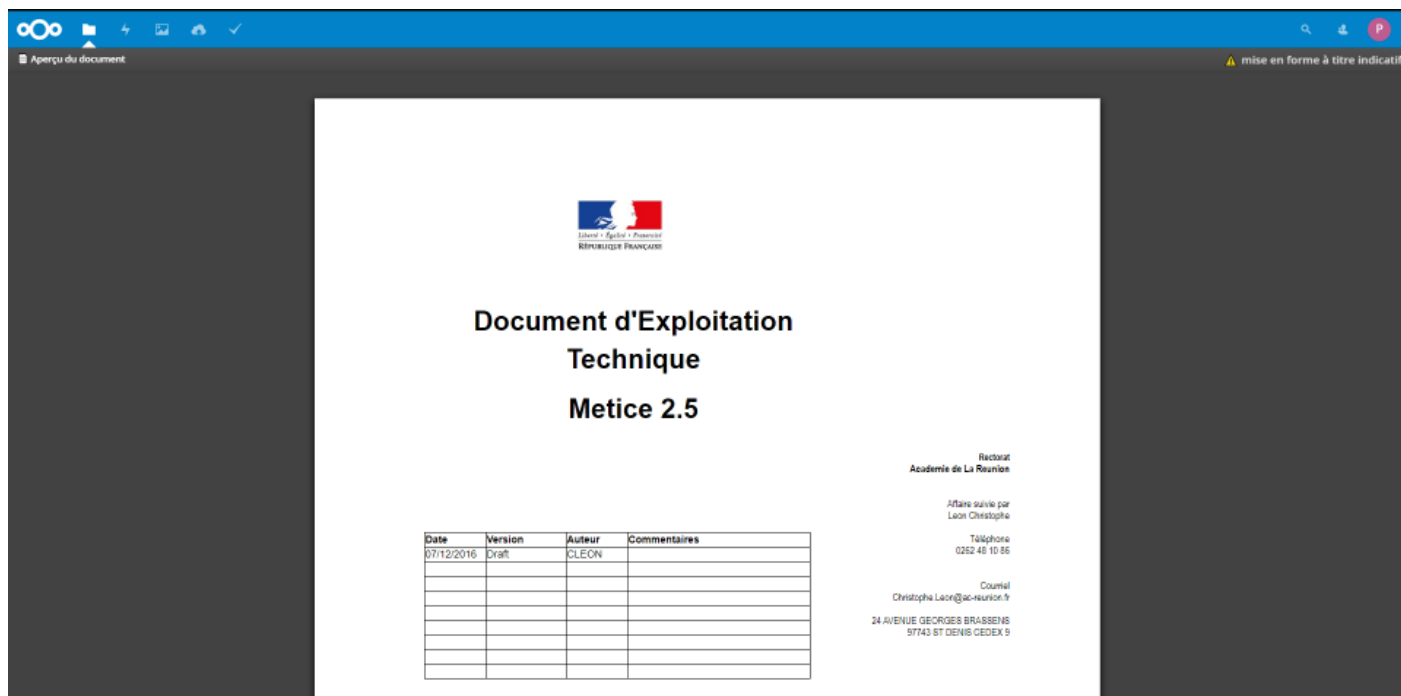 P
Aperçu du document
mise en forme à titre indicatif
Liberté • Égalité • Fraternité
RÉPUBLIQUE FRANÇAISE
Document d'Exploitation
Technique
Metice 2.5
Rectorat
Academie de La Reunion
Affaire suivie par
Leon Christophe
Téléphone
0262 48 10 86
Courriel
Christophe.Leon@ac-reunion.fr
24 AVENUE GEORGES BRASSENS
97743 ST DENIS CEDEX 9
Date Version Auteur Commentaires
07/12/2016 Draft CLEON